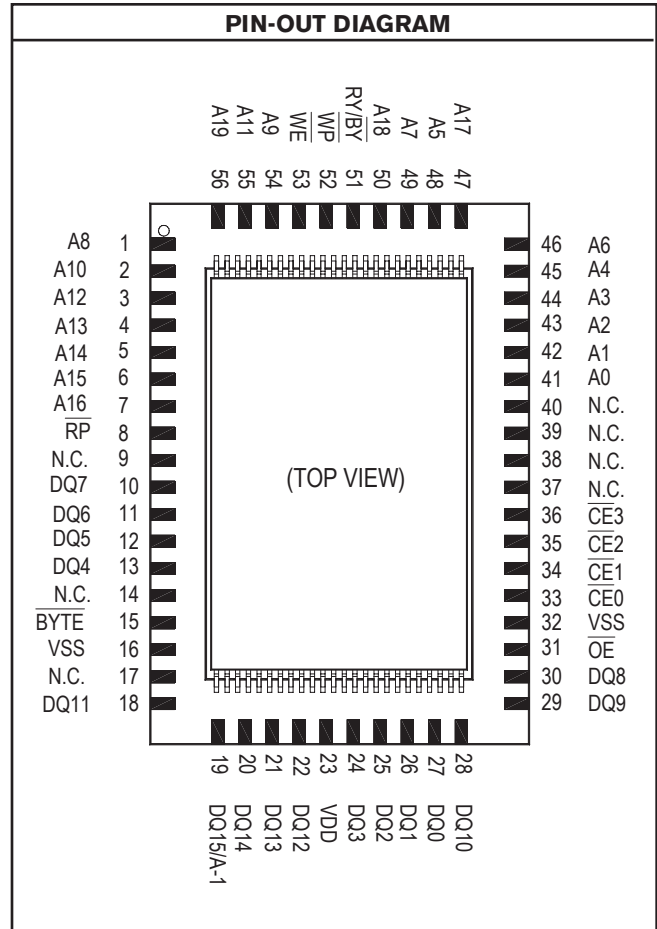 PIN-OUT DIAGRAM
A19 A11 A9 WE WP RY/BY A18 A7 A5 A17
56 55 54 53 52 51 50 49 48 47
A8 1 46 A6
A10 2 45 A4
A12 3 44 A3
A13 4 43 A2
A14 5 42 A1
A15 6 41 A0
A16 7 40 N.C.
RP 8 39 N.C.
N.C. 9 38 N.C.
DQ7 10 37 N.C.
(TOP VIEW)
DQ6 11 36 CE3
DQ5 12 35 CE2
DQ4 13 34 CE1
N.C. 14 33 CE0
BYTE 15 32 VSS
VSS 16 31 OE
N.C. 17 30 DQ8
DQ11 18 29 DQ9
19 20 21 22 23 24 25 26 27 28
DQ15/A-1 DQ14 DQ13 DQ12 VDD DQ3 DQ2 DQ1 DQ0 DQ10